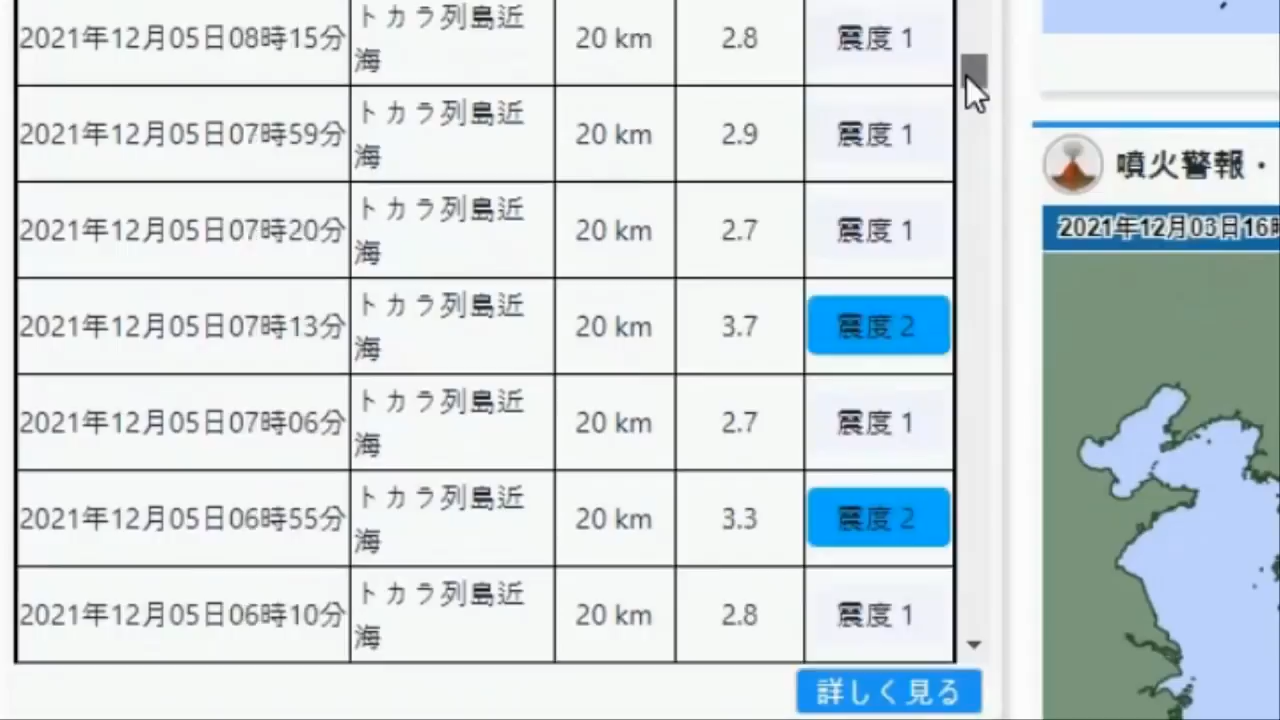 2021年12月05日08時15分 トカラ列島近海 20 km 2.8 震度 1
2021年12月05日07時59分 トカラ列島近海 20 km 2.9 震度 1
2021年12月05日07時20分 トカラ列島近海 20 km 2.7 震度 1
2021年12月05日07時13分 トカラ列島近海 20 km 3.7 震度 2
2021年12月05日07時06分 トカラ列島近海 20 km 2.7 震度 1
2021年12月05日06時55分 トカラ列島近海 20 km 3.3 震度 2
2021年12月05日06時10分 トカラ列島近海 20 km 2.8 震度 1
詳しく見る
噴火警報・
2021年12月03日16時